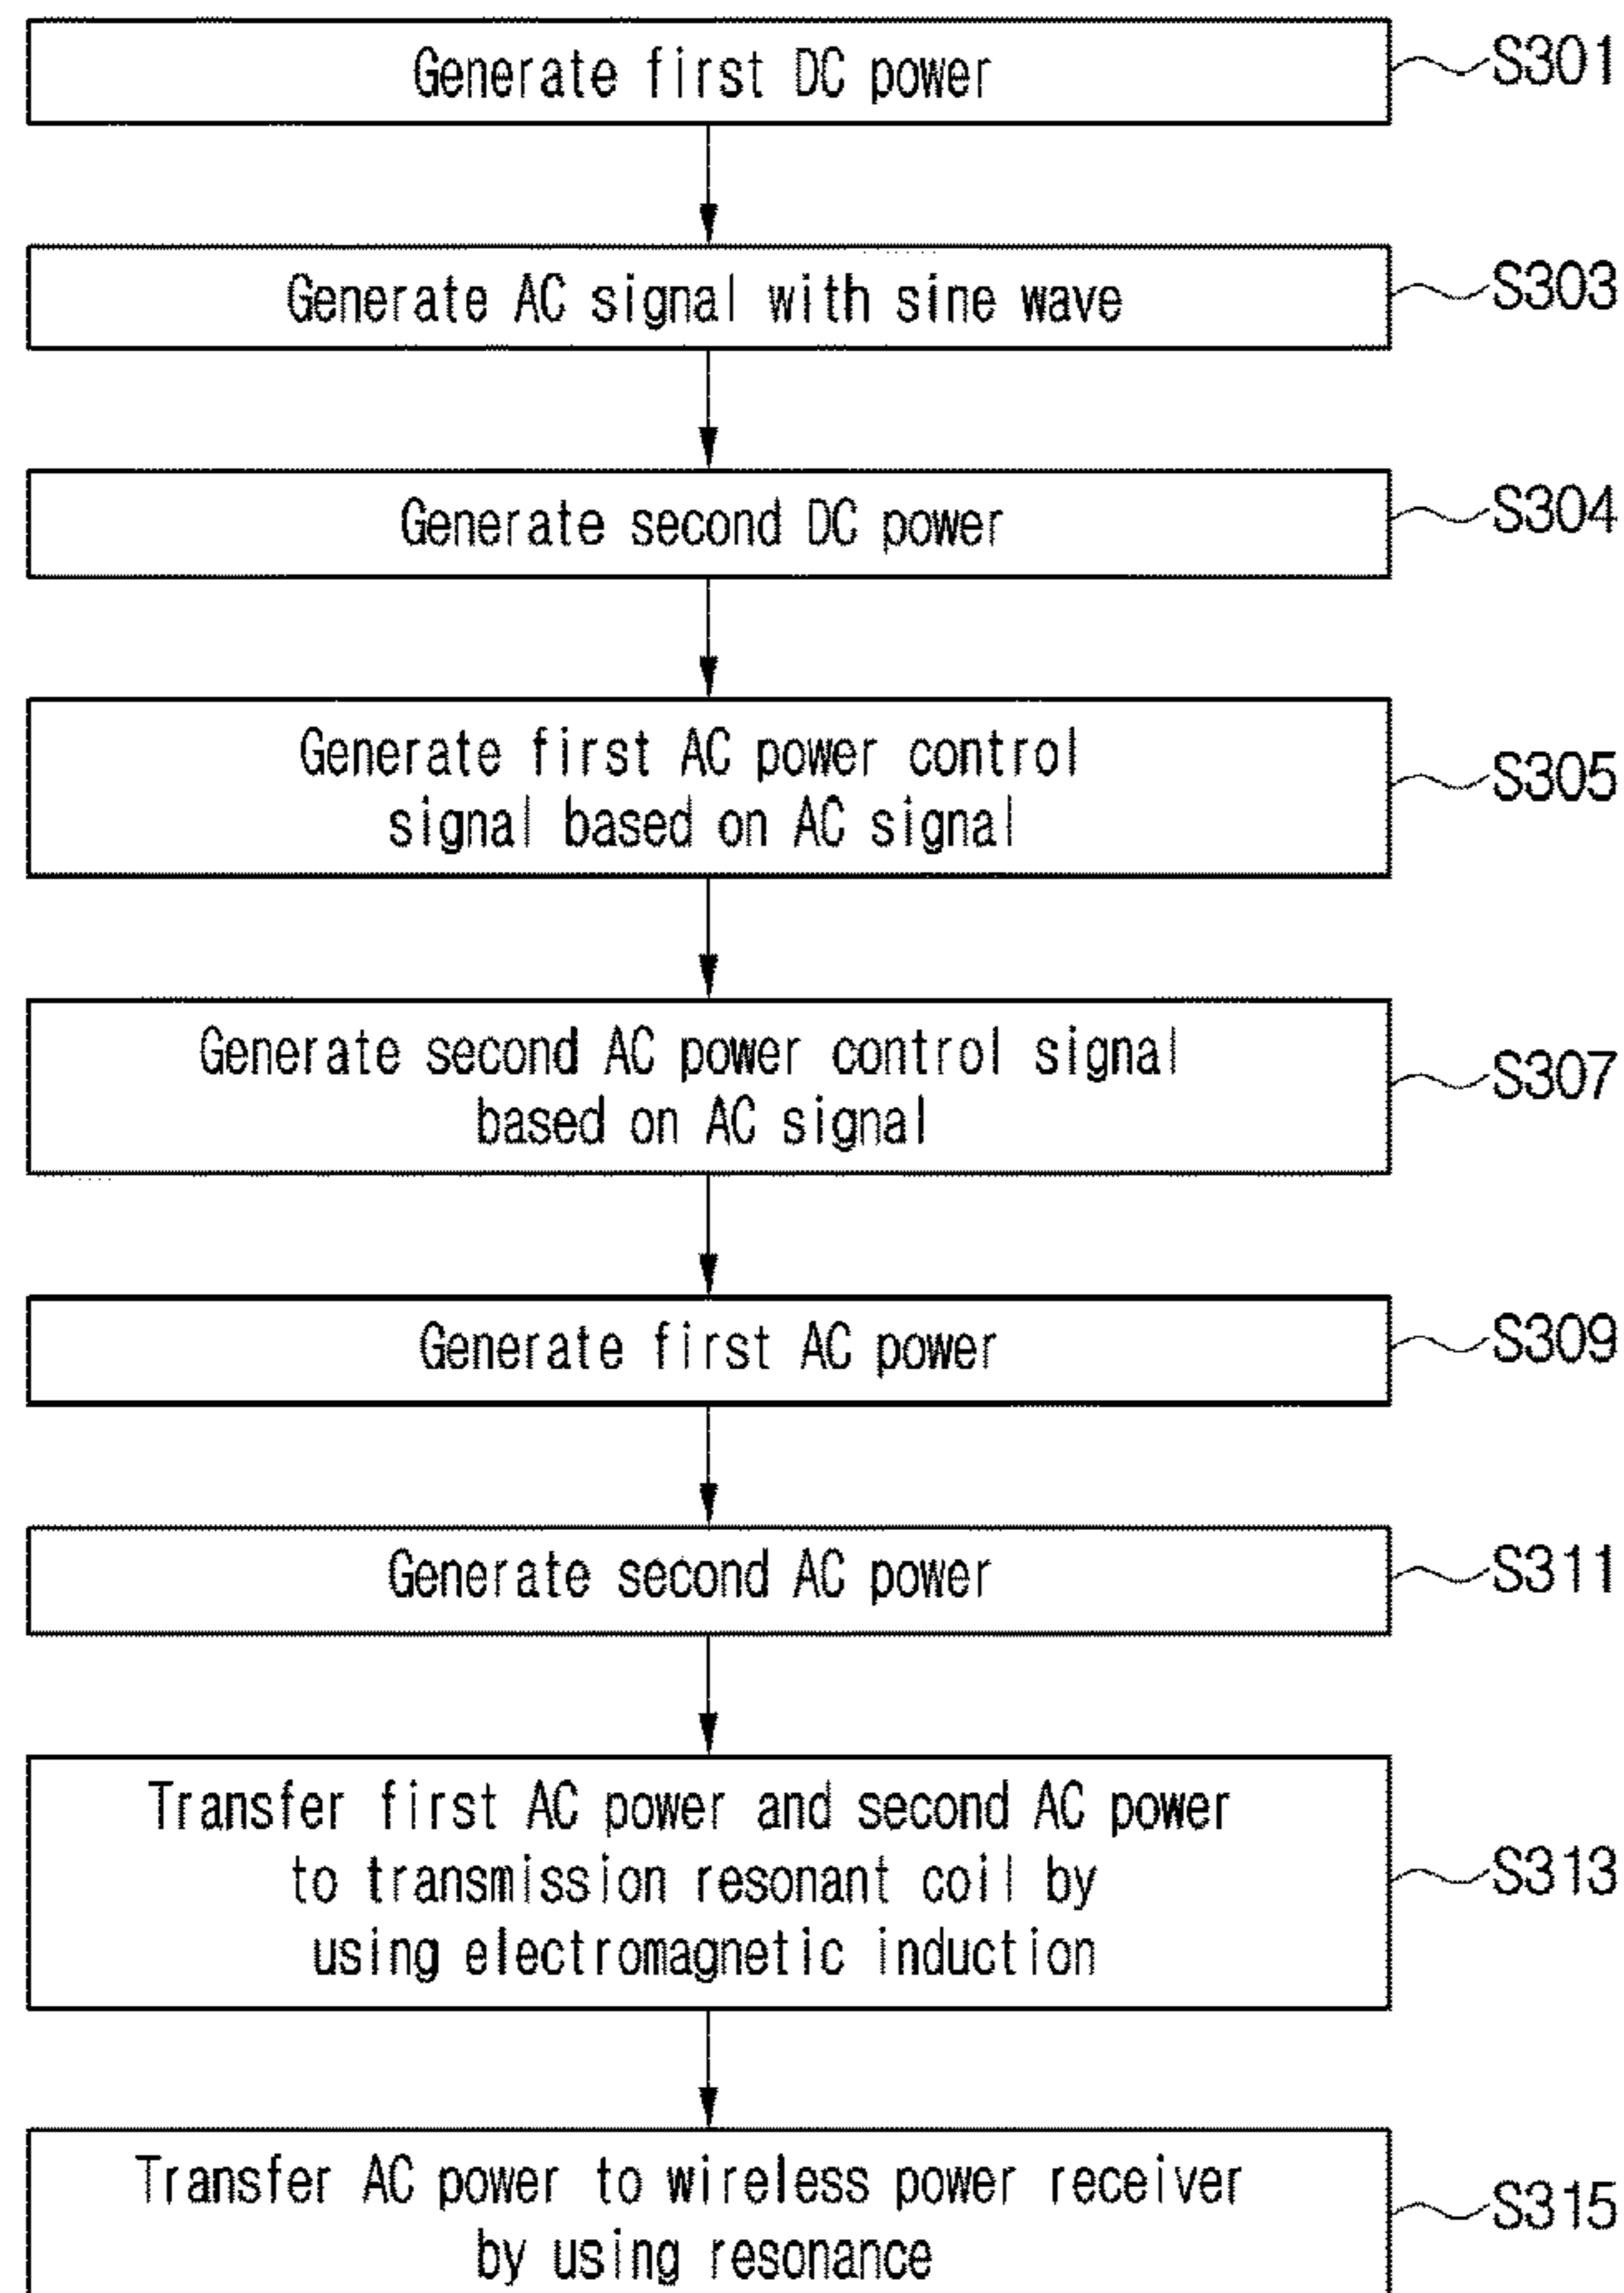 Generate first DC power
S301
Generate AC signal with sine wave
S303
Generate second DC power
S304
Generate first AC power control
signal based on AC signal
S305
Generate second AC power control signal
based on AC signal
S307
Generate first AC power
S309
Generate second AC power
S311
Transfer first AC power and second AC power
to transmission resonant coil by
using electromagnetic induction
S313
Transfer AC power to wireless power receiver
by using resonance
S315